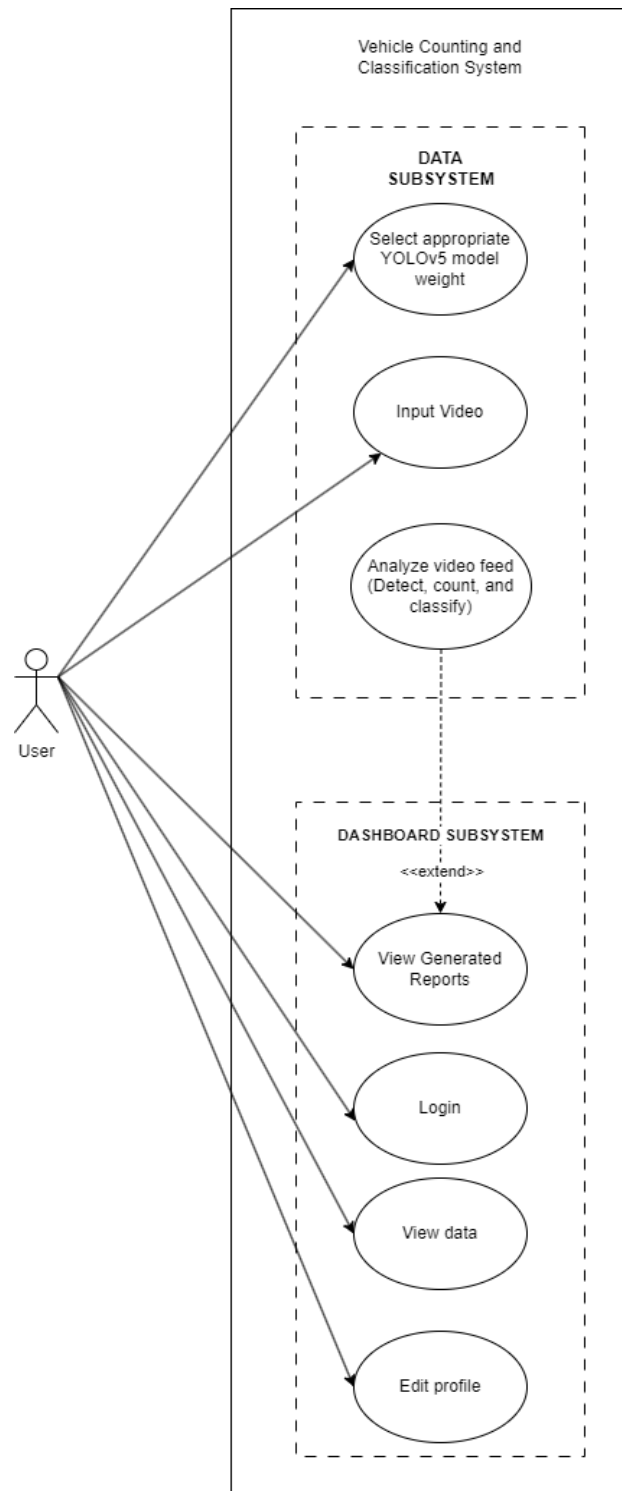 Vehicle Counting and
Classification System
DATA
SUBSYSTEM
Select appropriate
YOLOv5 model
weight
Input Video
Analyze video feed
(Detect, count, and
classify)
User
DASHBOARD SUBSYSTEM
<<extend>>
View Generated
Reports
Login
View data
Edit profile